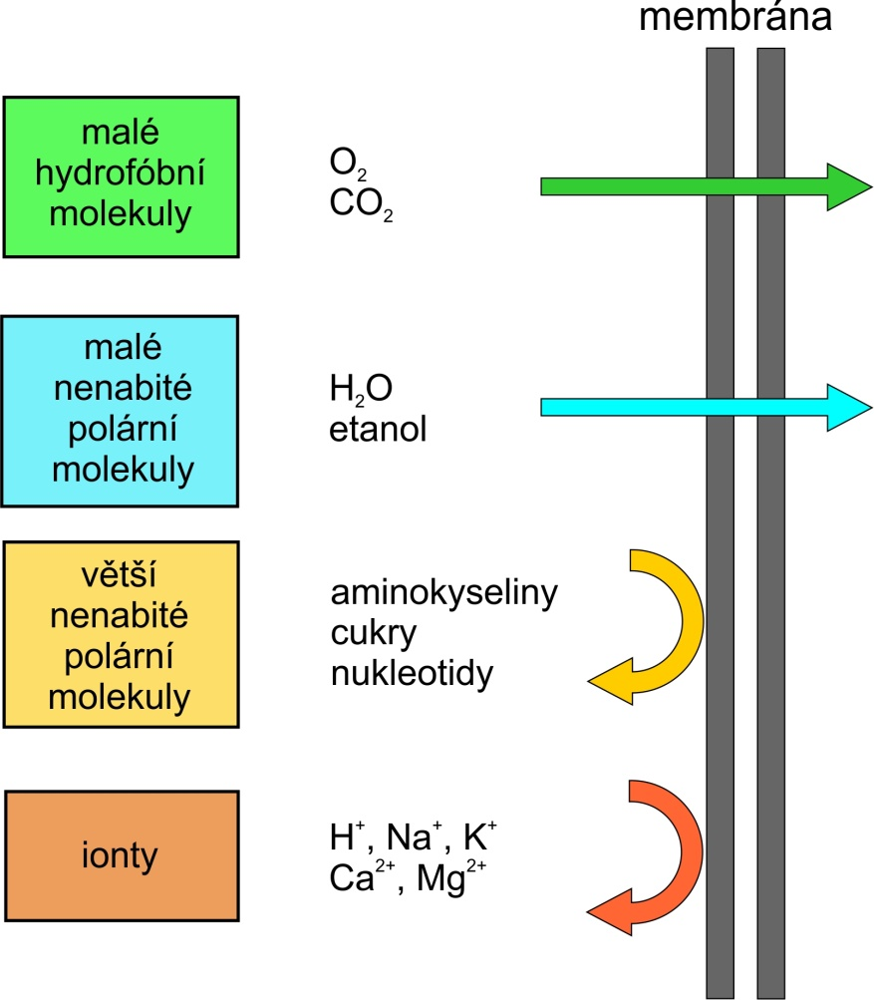 membrána
malé
hydrofóbní
molekuly
O₂
CO₂
malé
nenabité
polární
molekuly
H₂O
etanol
větší
nenabité
polární
molekuly
aminokyseliny
cukry
nukleotidy
ionty
H⁺, Na⁺, K⁺
Ca²⁺, Mg²⁺